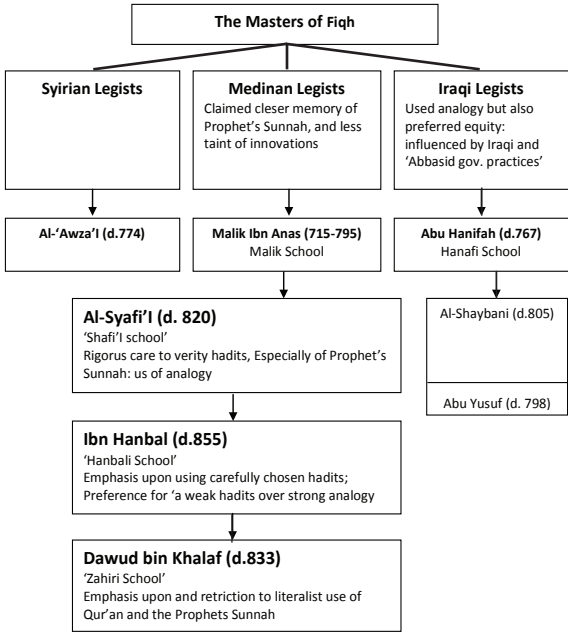 The Masters of Fiqh
Syirian Legists
Medinan Legists
Claimed cleser memory of
Prophet's Sunnah, and less
taint of innovations
Iraqi Legists
Used analogy but also
preferred equity:
influenced by Iraqi and
'Abbasid gov. practices'
Al-'Awza'I (d.774)
Malik Ibn Anas (715-795)
Malik School
Abu Hanifah (d.767)
Hanafi School
Al-Syafi'I (d. 820)
'Shafi'I school'
Rigorus care to verity hadits, Especially of Prophet's
Sunnah: us of analogy
Al-Shaybani (d.805)
Abu Yusuf (d. 798)
Ibn Hanbal (d.855)
'Hanbali School'
Emphasis upon using carefully chosen hadits;
Preference for 'a weak hadits over strong analogy
Dawud bin Khalaf (d.833)
'Zahiri School'
Emphasis upon and retriction to literalist use of
Qur'an and the Prophets Sunnah